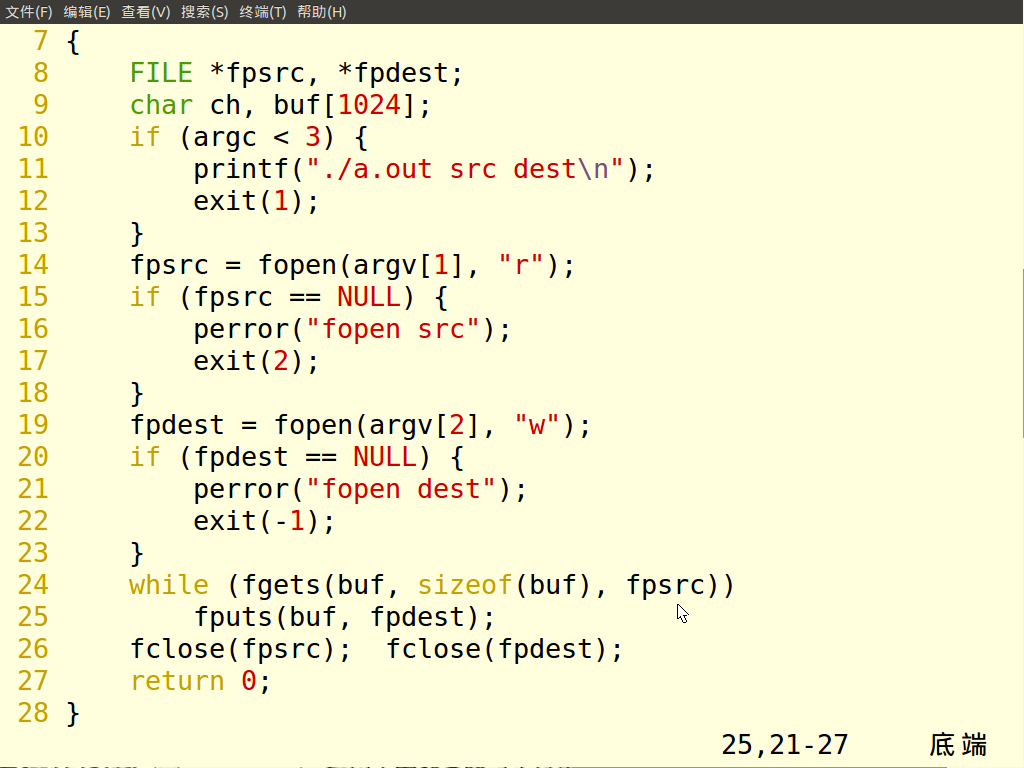 文件(F) 编辑(E) 查看(V) 搜索(S) 终端(T) 帮助(H)
7 {
8     FILE *fpsrc, *fpdest;
9     char ch, buf[1024];
10     if (argc < 3) {
11         printf("./a.out src dest\n");
12         exit(1);
13     }
14     fpsrc = fopen(argv[1], "r");
15     if (fpsrc == NULL) {
16         perror("fopen src");
17         exit(2);
18     }
19     fpdest = fopen(argv[2], "w");
20     if (fpdest == NULL) {
21         perror("fopen dest");
22         exit(-1);
23     }
24     while (fgets(buf, sizeof(buf), fpsrc))
25         fputs(buf, fpdest);
26     fclose(fpsrc);  fclose(fpdest);
27     return 0;
28 }
25,21-27 底端